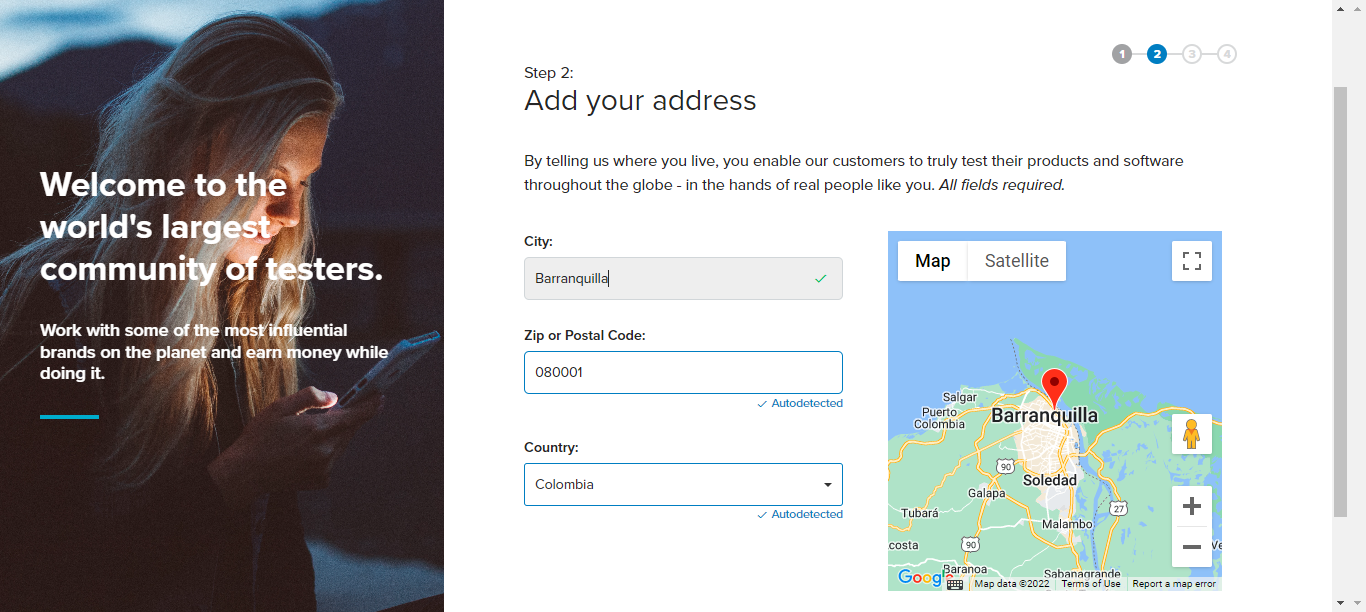 Welcome to the
world's largest
community of testers.
Work with some of the most influential
brands on the planet and earn money while
doing it.
1
2
3
4
Step 2:
Add your address
By telling us where you live, you enable our customers to truly test their products and software
throughout the globe - in the hands of real people like you. All fields required.
City:
Barranquilla
Zip or Postal Code:
080001
Autodetected
Country:
Colombia
Autodetected
Map
Satellite
Salgar
Puerto
Colombia
Barranquilla
90
Soledad
Galapa
27
Tubará
Malambo
costa
90
Ve
Baranoa
Sabanagrande
Google
Map data ©2022
Terms of Use
Report a map error